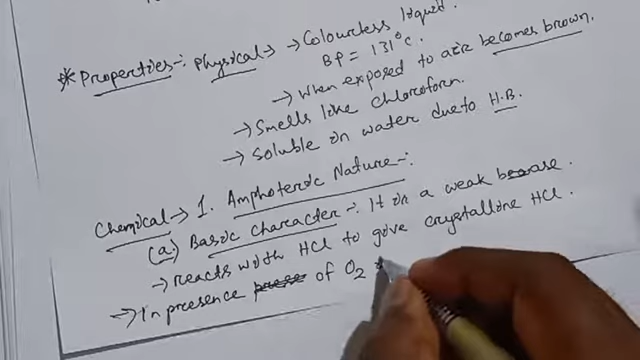 * Properties -: Physical → → Colourless liquid.
BP = 131°C.
→ When exposed to air becomes brown.
→ Smells like chloroform.
→ Soluble in water due to H.B.
Chemical → 1. Amphoteric Nature -:
(a) Basic character -: It in a weak base.
→ reacts with HCl to give crystalline HCl.
→ In presence of O₂